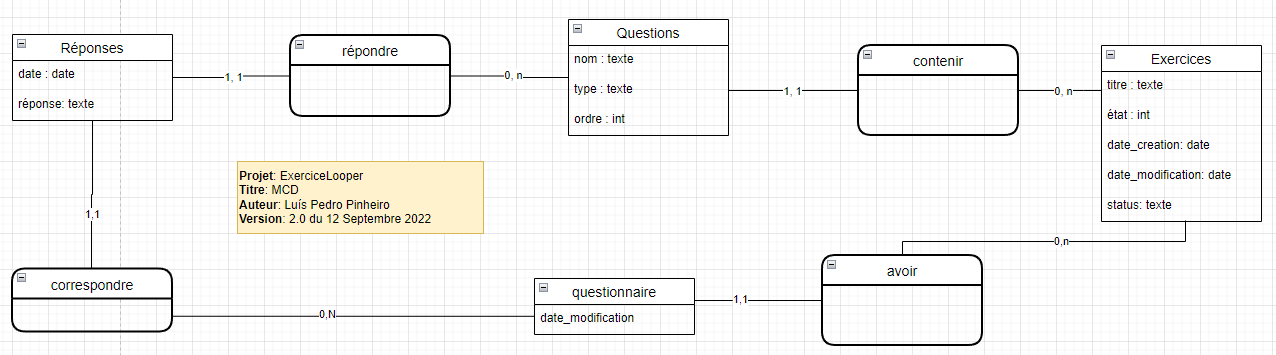 Réponses
date : date
réponse: texte
1, 1
répondre
0, n
Questions
nom : texte
type : texte
ordre : int
1, 1
contenir
0, n
Exercices
titre : texte
état : int
date_creation: date
date_modification: date
status: texte
Projet: ExerciceLooper
Titre: MCD
Auteur: Luís Pedro Pinheiro
Version: 2.0 du 12 Septembre 2022
1,1
0,n
correspondre
0,N
questionnaire
date_modification
1,1
avoir